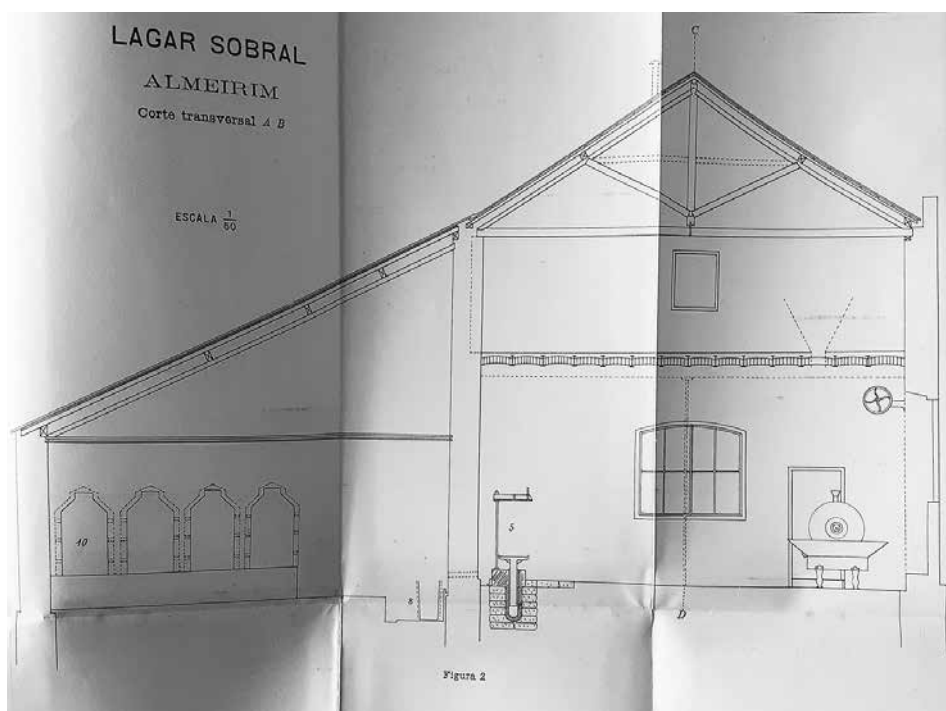 LAGAR SOBRAL
ALMEIRIM
Corte transversal A B
ESCALA 1/50
C
10
5
8
D
Figura 2